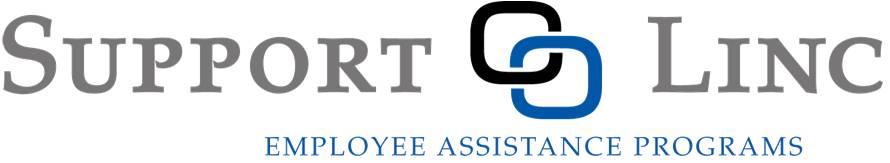 SUPPORT LINC
EMPLOYEE ASSISTANCE PROGRAMS